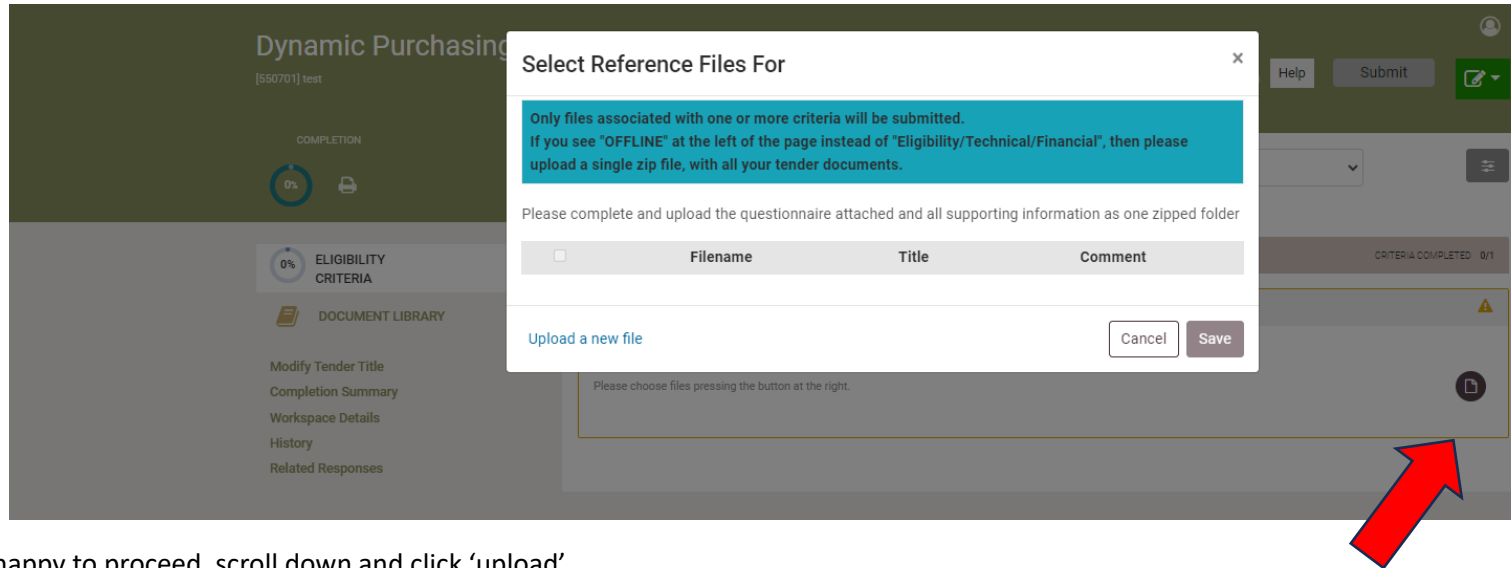 Dynamic Purchasing
[550701] test
Help
Submit
COMPLETION
0%
Select Reference Files For
×
Only files associated with one or more criteria will be submitted.
If you see "OFFLINE" at the left of the page instead of "Eligibility/Technical/Financial", then please
upload a single zip file, with all your tender documents.
Please complete and upload the questionnaire attached and all supporting information as one zipped folder
Filename Title Comment
Upload a new file
Cancel Save
0% ELIGIBILITY
CRITERIA
CRITERIA COMPLETED 0/1
DOCUMENT LIBRARY
Modify Tender Title
Completion Summary
Workspace Details
History
Related Responses
Please choose files pressing the button at the right.
happy to proceed, scroll down and click ‘upload’